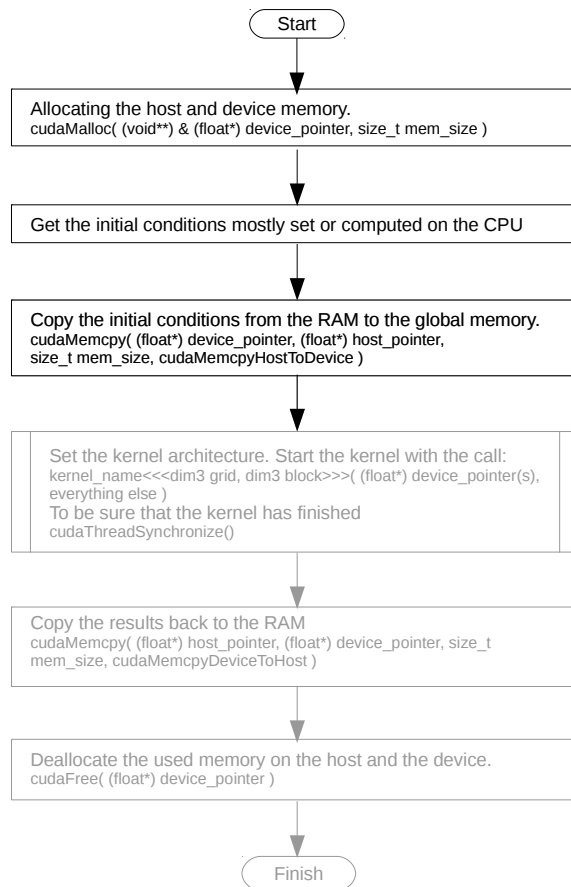 Start
Allocating the host and device memory.
cudaMalloc( (void**) & (float*) device_pointer, size_t mem_size )
Get the initial conditions mostly set or computed on the CPU
Copy the initial conditions from the RAM to the global memory.
cudaMemcpy( (float*) device_pointer, (float*) host_pointer,
size_t mem_size, cudaMemcpyHostToDevice )
Set the kernel architecture. Start the kernel with the call:
kernel_name<<<dim3 grid, dim3 block>>>( (float*) device_pointer(s),
everything else )
To be sure that the kernel has finished
cudaThreadSynchronize()
Copy the results back to the RAM
cudaMemcpy( (float*) host_pointer, (float*) device_pointer, size_t
mem_size, cudaMemcpyDeviceToHost )
Deallocate the used memory on the host and the device.
cudaFree( (float*) device_pointer )
Finish